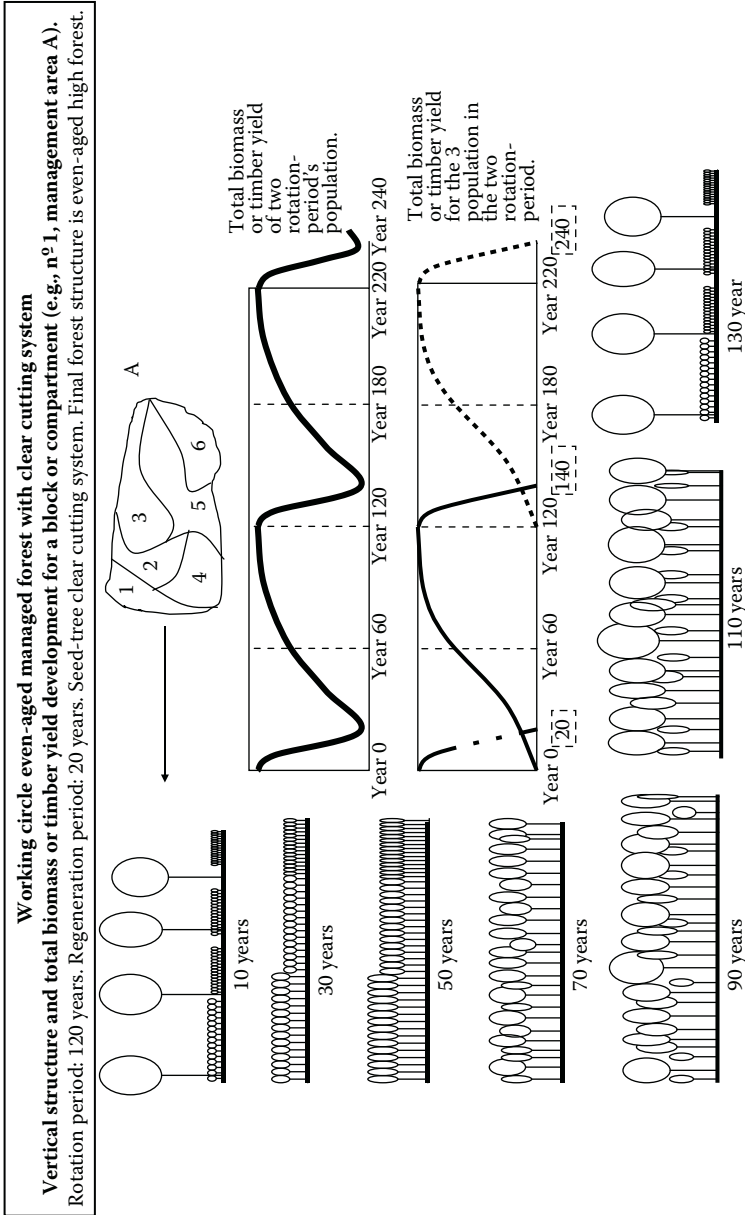 Working circle even-aged managed forest with clear cutting system
Vertical structure and total biomass or timber yield development for a block or compartment (e.g., nº 1, management area A).
Rotation period: 120 years. Regeneration period: 20 years. Seed-tree clear cutting system. Final forest structure is even-aged high forest.
10 years
30 years
50 years
70 years
90 years
1
2
3
4
5
6
A
Total biomass
or timber yield
of two
rotation-
period's
population.
Year 0
Year 60
Year 120
Year 180
Year 220
Year 240
Total biomass
or timber yield
for the 3
population in
the two
rotation-
period.
Year 0
20
Year 60
Year 120
140
Year 180
Year 220
240
110 years
130 year